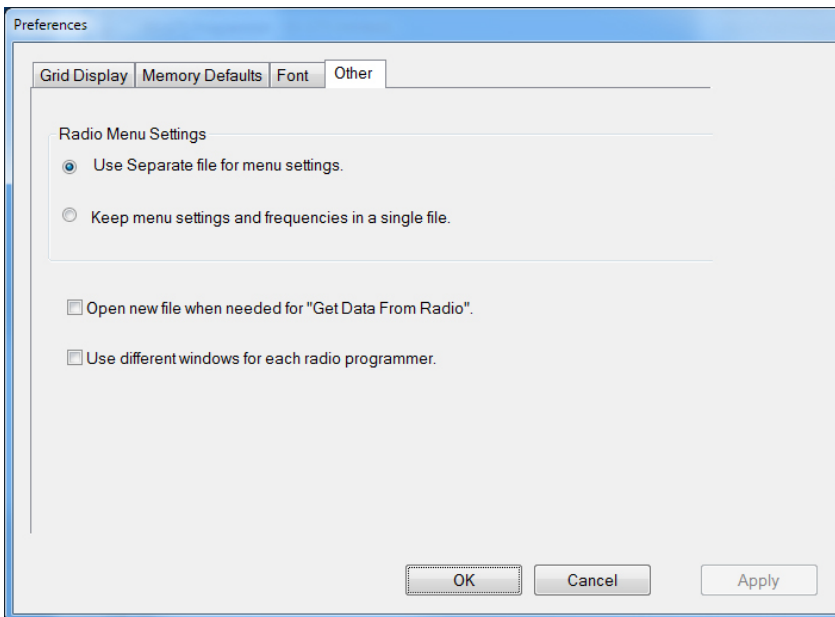 Preferences
Grid Display Memory Defaults Font Other
Radio Menu Settings
Use Separate file for menu settings.
Keep menu settings and frequencies in a single file.
Open new file when needed for "Get Data From Radio".
Use different windows for each radio programmer.
OK Cancel Apply